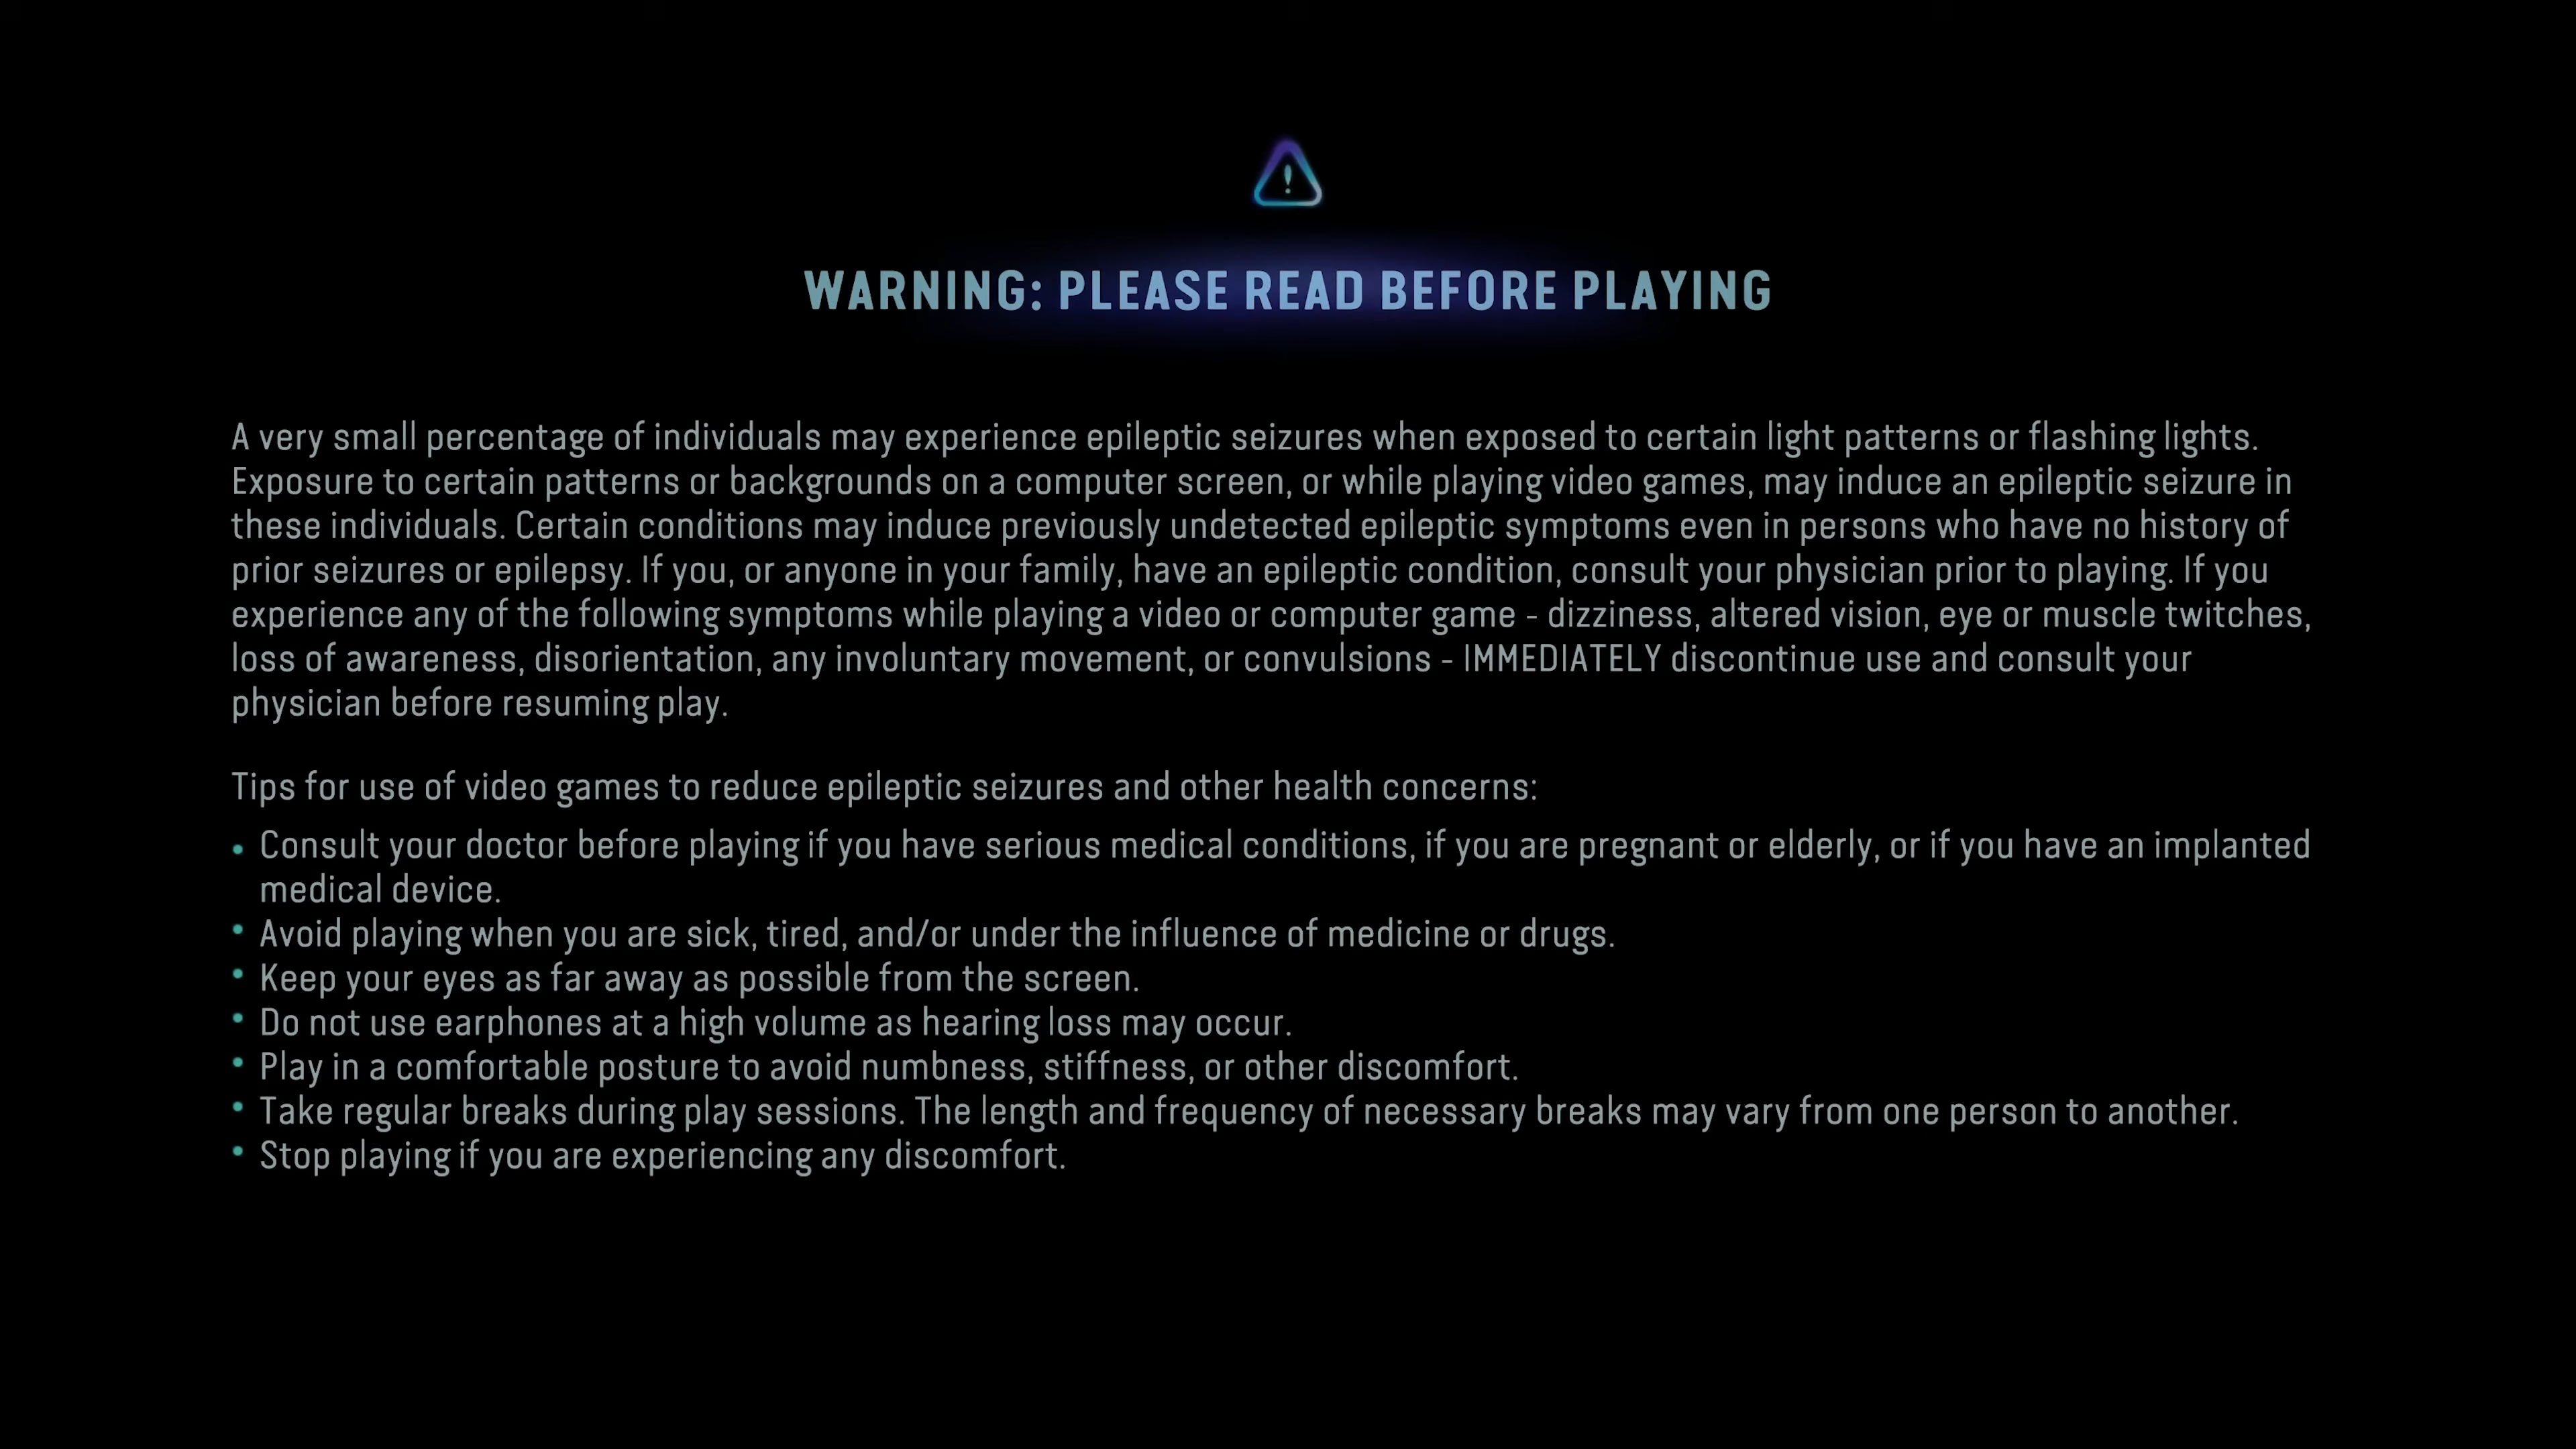 WARNING: PLEASE READ BEFORE PLAYING
A very small percentage of individuals may experience epileptic seizures when exposed to certain light patterns or flashing lights.
Exposure to certain patterns or backgrounds on a computer screen, or while playing video games, may induce an epileptic seizure in
these individuals. Certain conditions may induce previously undetected epileptic symptoms even in persons who have no history of
prior seizures or epilepsy. If you, or anyone in your family, have an epileptic condition, consult your physician prior to playing. If you
experience any of the following symptoms while playing a video or computer game - dizziness, altered vision, eye or muscle twitches,
loss of awareness, disorientation, any involuntary movement, or convulsions - IMMEDIATELY discontinue use and consult your
physician before resuming play.
Tips for use of video games to reduce epileptic seizures and other health concerns:
• Consult your doctor before playing if you have serious medical conditions, if you are pregnant or elderly, or if you have an implanted
medical device.
• Avoid playing when you are sick, tired, and/or under the influence of medicine or drugs.
• Keep your eyes as far away as possible from the screen.
• Do not use earphones at a high volume as hearing loss may occur.
• Play in a comfortable posture to avoid numbness, stiffness, or other discomfort.
• Take regular breaks during play sessions. The length and frequency of necessary breaks may vary from one person to another.
• Stop playing if you are experiencing any discomfort.